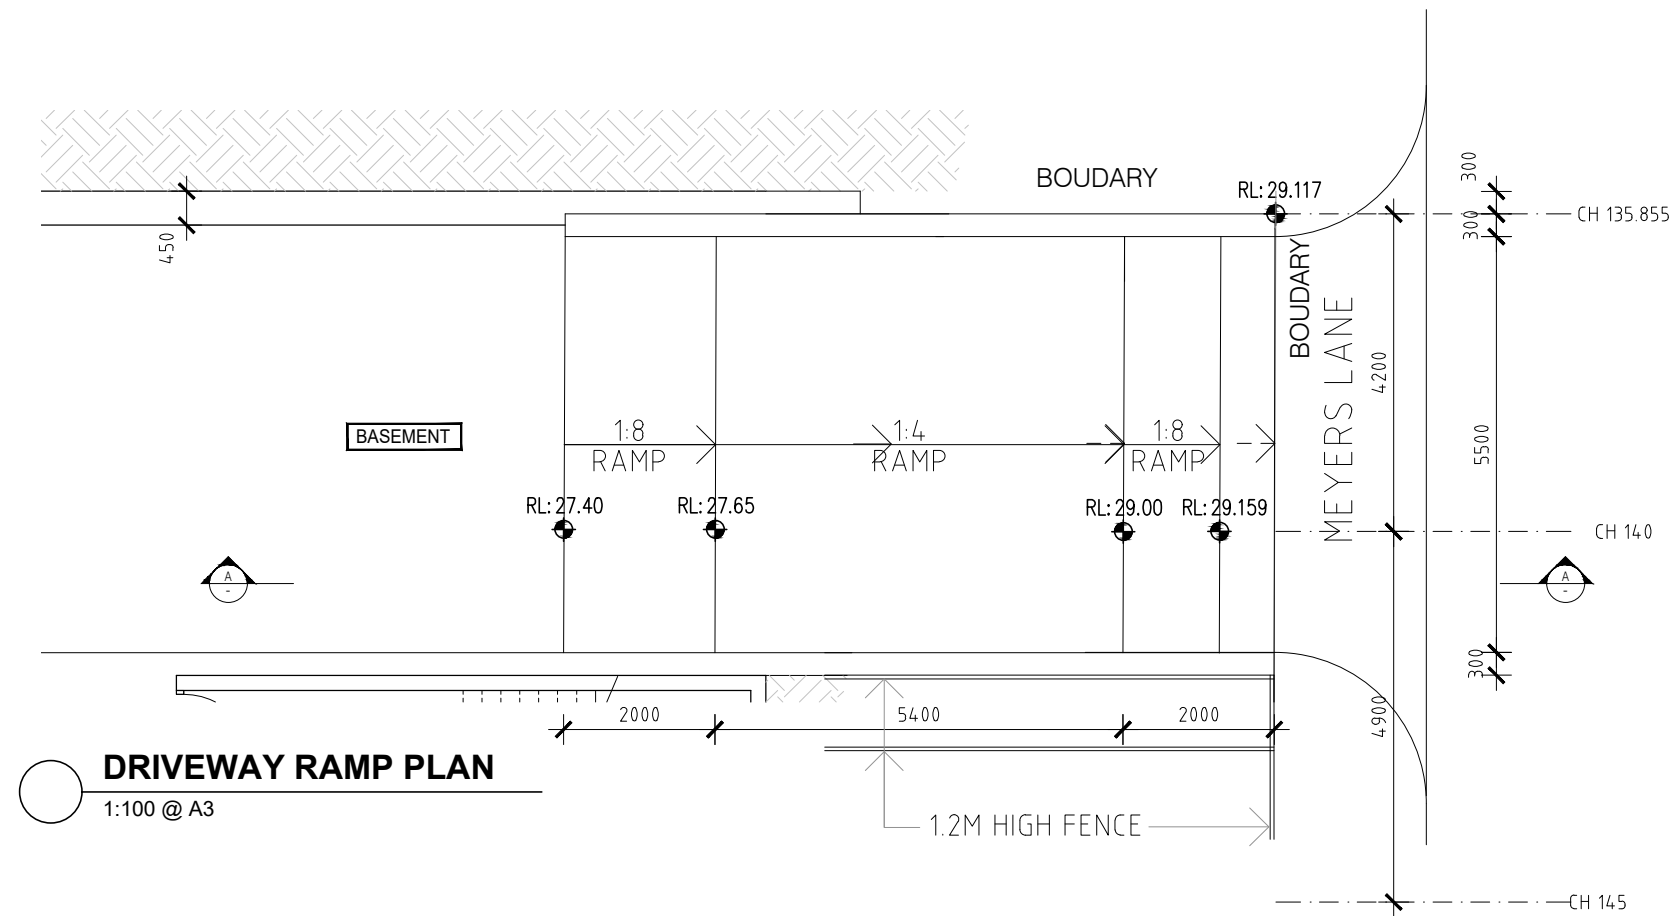 BOUDARY
300
RL: 29.117
CH 135.855
300
450
BOUDARY
MEYERS LANE
4200
1:8
RAMP
1:4
RAMP
1:8
RAMP
BASEMENT
5500
RL: 27.40
RL: 27.65
RL: 29.00
RL: 29.159
CH 140
A
-
A
-
300
2000
5400
2000
4900
DRIVEWAY RAMP PLAN
1:100 @ A3
1.2M HIGH FENCE
CH 145